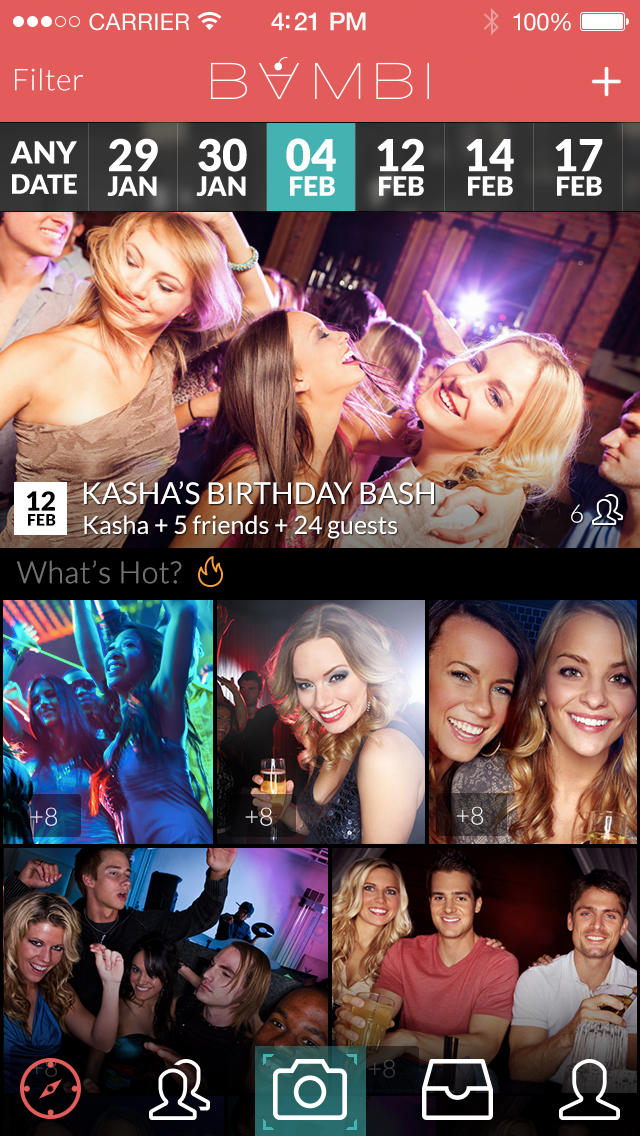 CARRIER 4:21 PM 100%
Filter BAMBI +
ANY DATE
29 JAN
30 JAN
04 FEB
12 FEB
14 FEB
17 FEB
12 FEB
KASHA'S BIRTHDAY BASH
Kasha + 5 friends + 24 guests
6
What's Hot?
+8
+8
+8
+8
+8